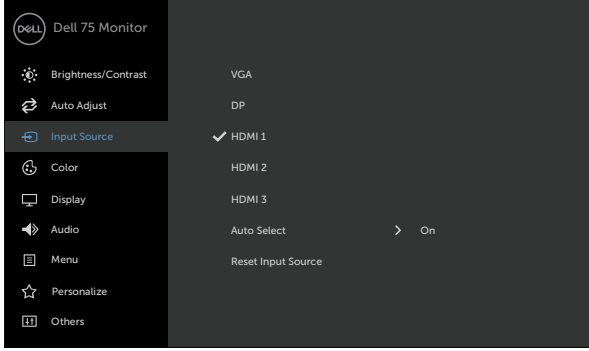 DELL Dell 75 Monitor
Brightness/Contrast
Auto Adjust
Input Source
Color
Display
Audio
Menu
Personalize
Others
VGA
DP
HDMI 1
HDMI 2
HDMI 3
Auto Select On
Reset Input Source